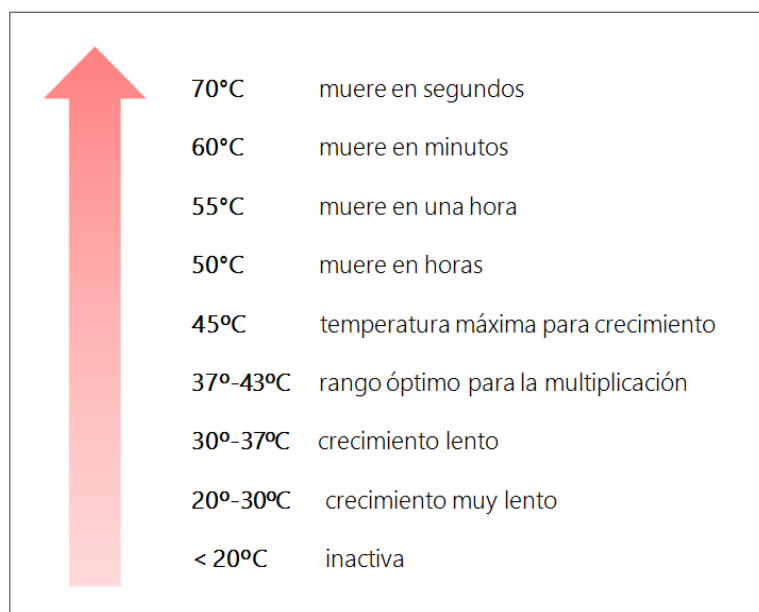 70°C muere en segundos
60°C muere en minutos
55°C muere en una hora
50°C muere en horas
45ºC temperatura máxima para crecimiento
37º-43ºC rango óptimo para la multiplicación
30º-37ºC crecimiento lento
20º-30ºC crecimiento muy lento
< 20ºC inactiva